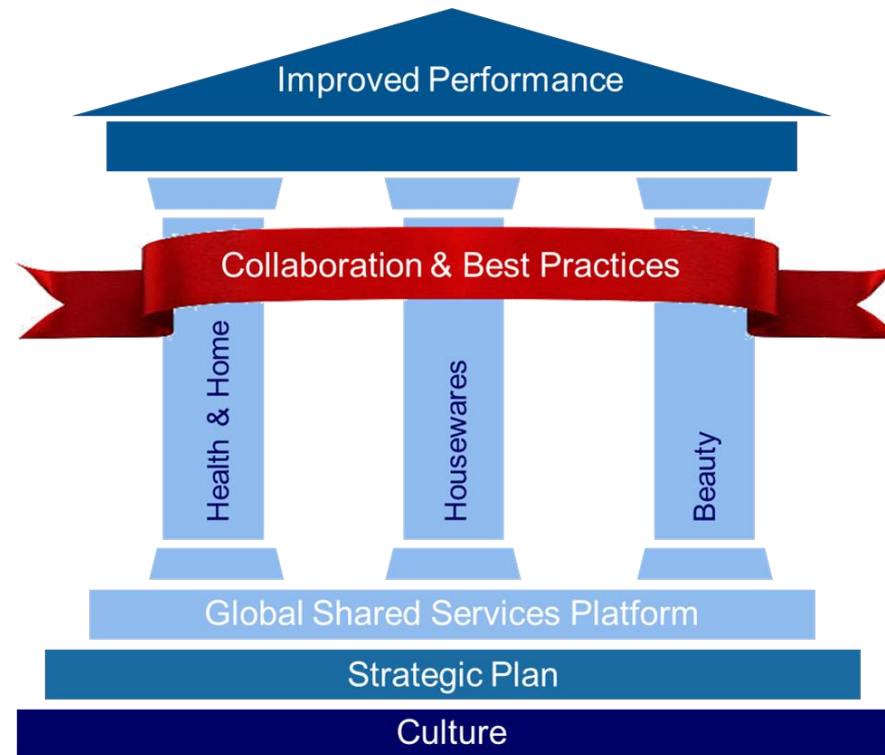 Improved Performance
Collaboration & Best Practices
Health & Home
Housewares
Beauty
Global Shared Services Platform
Strategic Plan
Culture